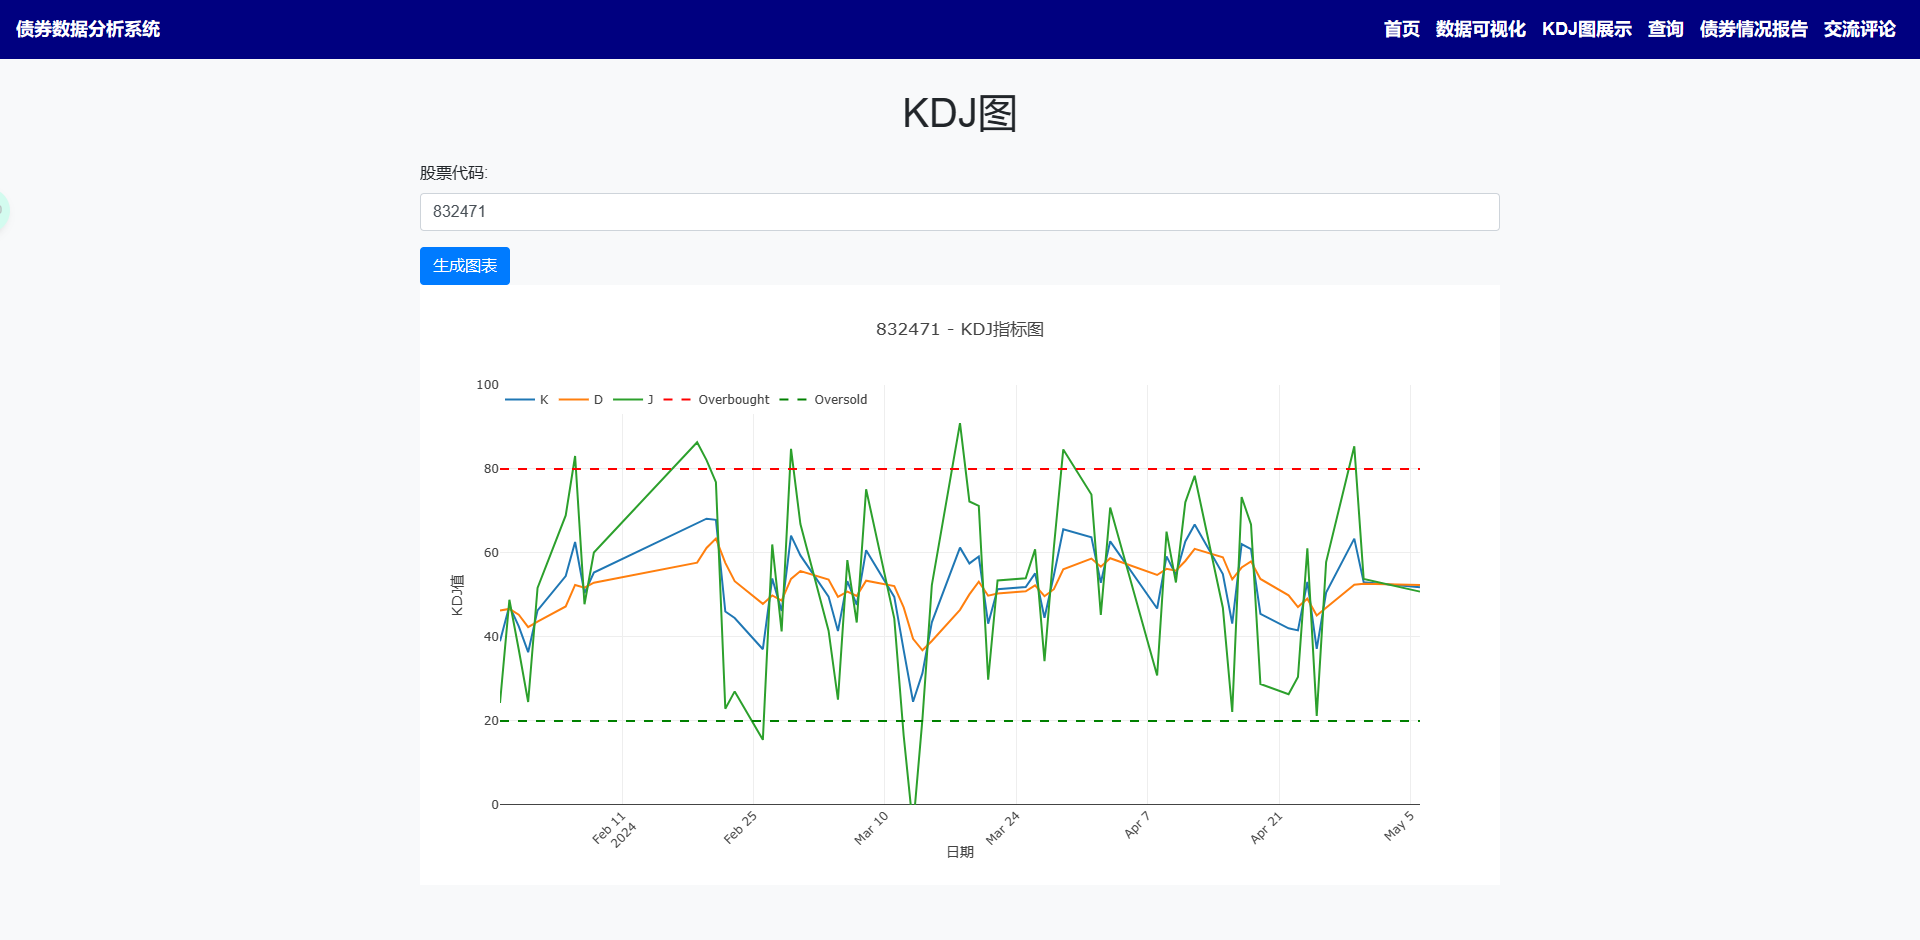 债券数据分析系统
首页 数据可视化 KDJ图展示 查询 债券情况报告 交流评论
KDJ图
股票代码:
832471
生成图表
832471 - KDJ指标图
K D J Overbought Oversold
100
80
60
40
20
0
KDJ值
Feb 11
2024
Feb 25
Mar 10
Mar 24
Apr 7
Apr 21
May 5
日期